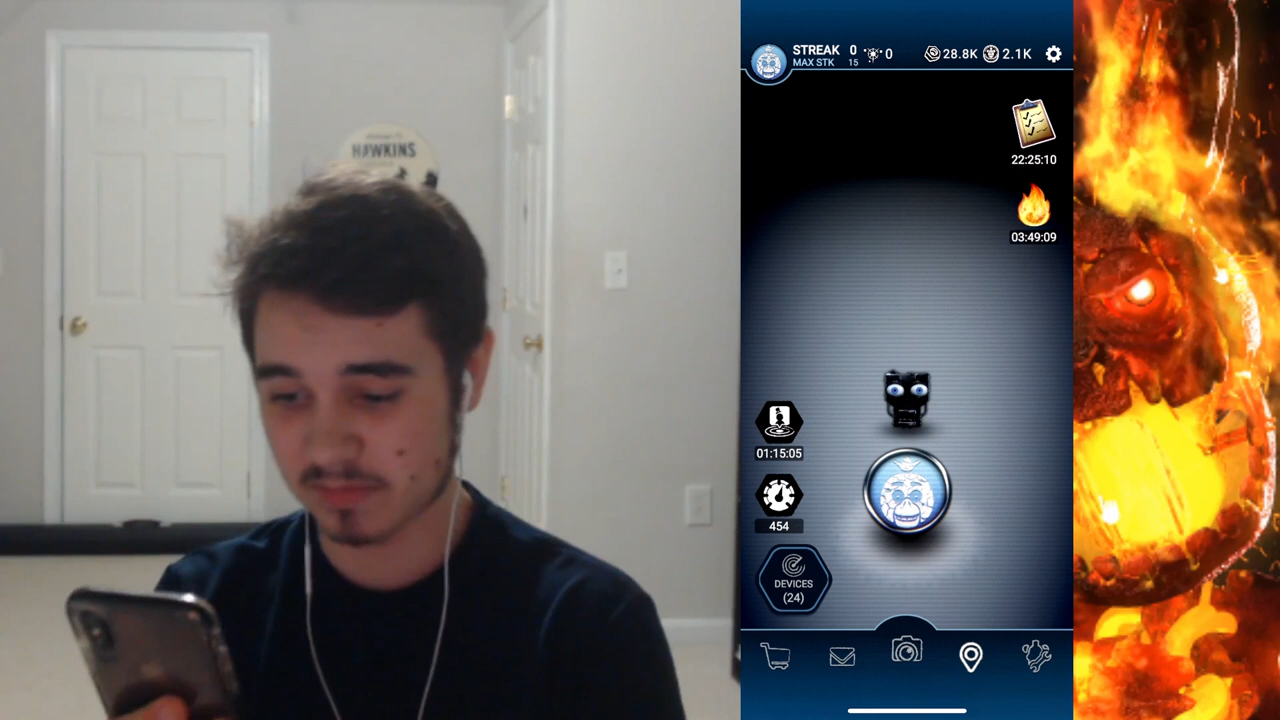 HAWKINS
STREAK 0 0 28.8K 2.1K
MAX STK 15
22:25:10
03:49:09
01:15:05
454
DEVICES
(24)